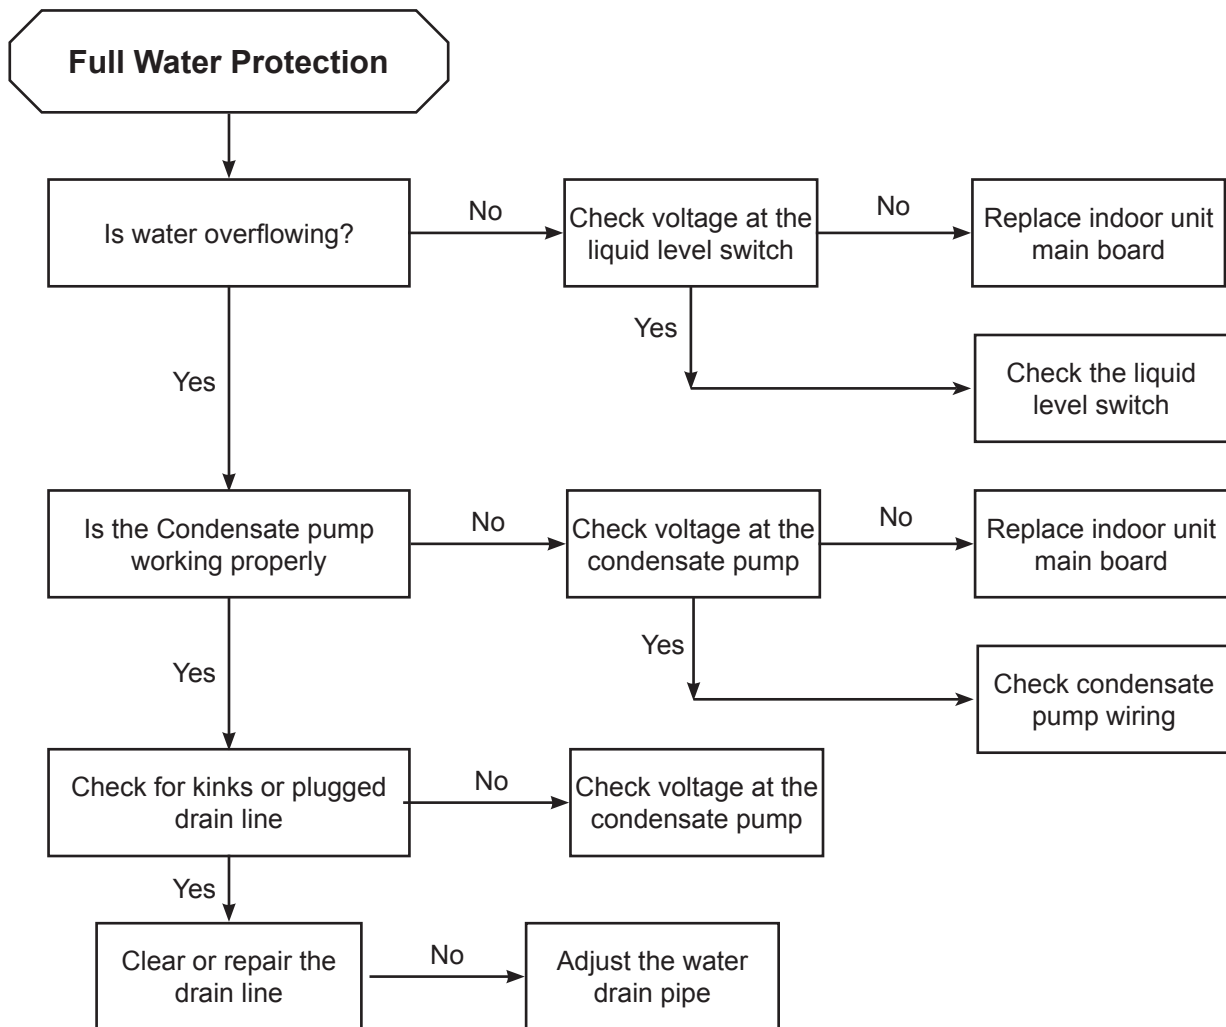 Full Water Protection
Is water overflowing?
No
Check voltage at the
liquid level switch
No
Replace indoor unit
main board
Yes
Check the liquid
level switch
Yes
Is the Condensate pump
working properly
No
Check voltage at the
condensate pump
No
Replace indoor unit
main board
Yes
Check condensate
pump wiring
Yes
Check for kinks or plugged
drain line
No
Check voltage at the
condensate pump
Yes
Clear or repair the
drain line
No
Adjust the water
drain pipe